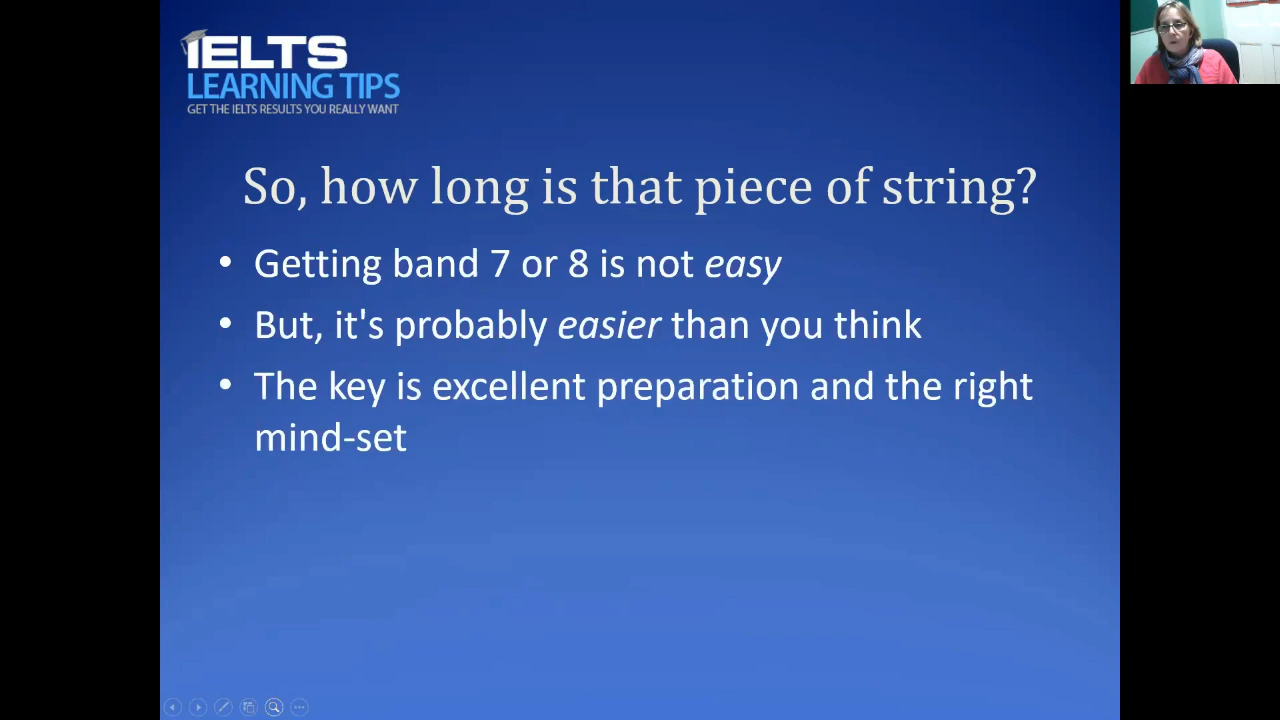 IELTS
LEARNING TIPS
GET THE IELTS RESULTS YOU REALLY WANT
So, how long is that piece of string?
• Getting band 7 or 8 is not easy
• But, it's probably easier than you think
• The key is excellent preparation and the right
mind-set